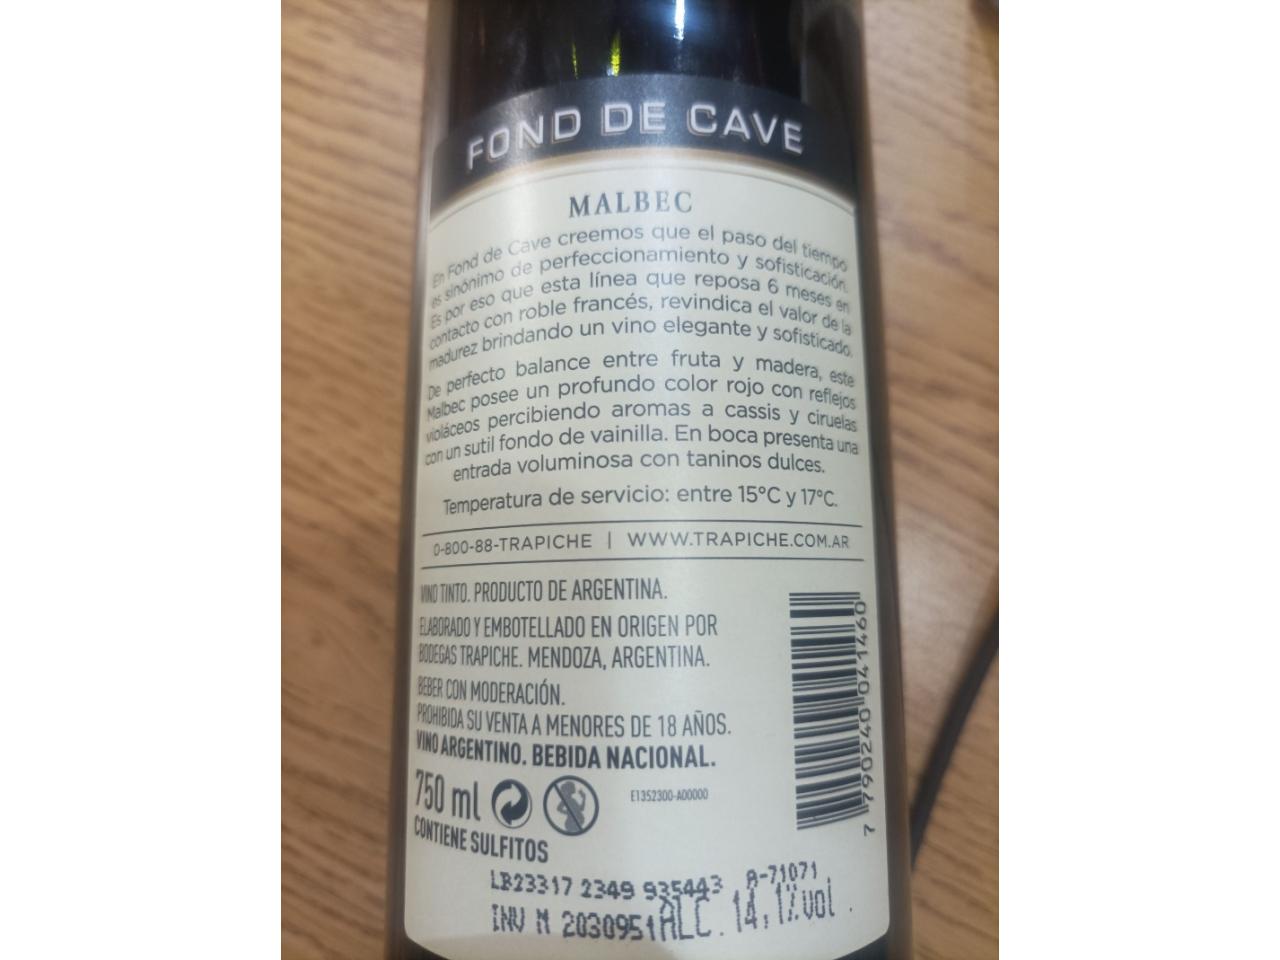 FOND DE CAVE
MALBEC
En Fond de Cave creemos que el paso del tiempo
es sinónimo de perfeccionamiento y sofisticación.
Es por eso que esta línea que reposa 6 meses en
contacto con roble francés, revindica el valor de la
madurez brindando un vino elegante y sofisticado.
De perfecto balance entre fruta y madera, este
Malbec posee un profundo color rojo con reflejos
violáceos percibiendo aromas a cassis y ciruelas
con un sutil fondo de vainilla. En boca presenta una
entrada voluminosa con taninos dulces.
Temperatura de servicio: entre 15°C y 17°C.
0-800-88-TRAPICHE | WWW.TRAPICHE.COM.AR
VINO TINTO. PRODUCTO DE ARGENTINA.
ELABORADO Y EMBOTELLADO EN ORIGEN POR
BODEGAS TRAPICHE. MENDOZA, ARGENTINA.
BEBER CON MODERACIÓN.
PROHIBIDA SU VENTA A MENORES DE 18 AÑOS.
VINO ARGENTINO. BEBIDA NACIONAL.
750 ml
E1352300-A00000
CONTIENE SULFITOS
7 790240 041460
LB23317 2349 935443 A-71071
INV M 2030951 ALC. 14,1%vol.